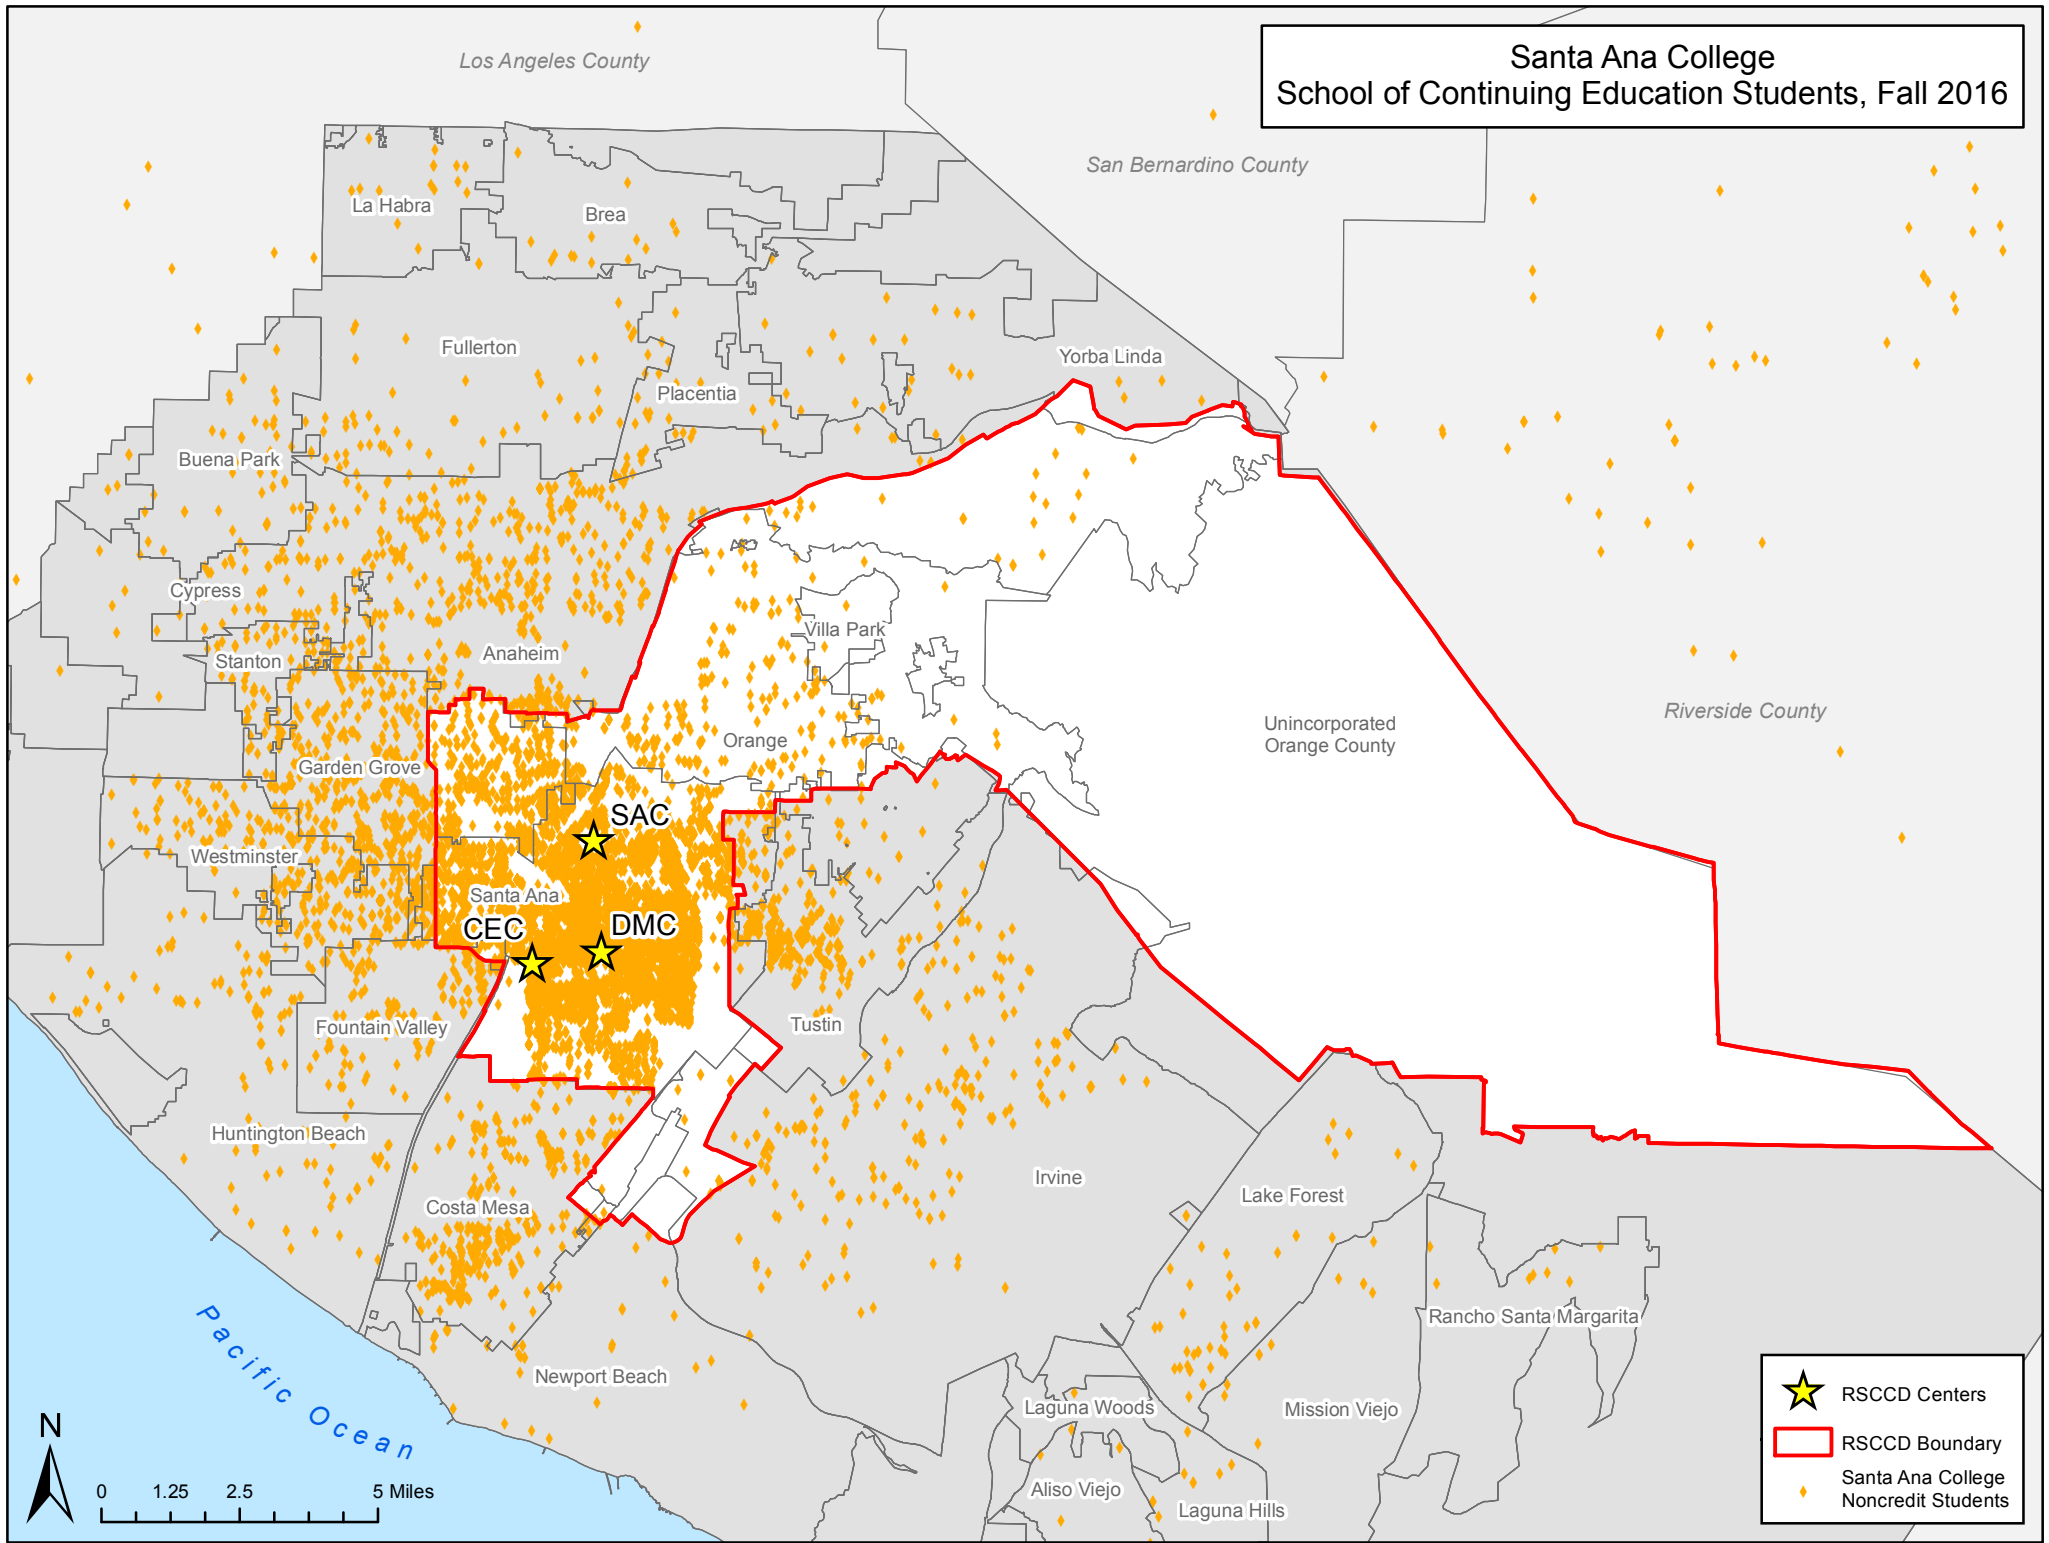 Santa Ana College
School of Continuing Education Students, Fall 2016
Los Angeles County
San Bernardino County
La Habra
Brea
Fullerton
Yorba Linda
Placentia
Buena Park
Cypress
Villa Park
Anaheim
Stanton
Riverside County
Unincorporated
Orange County
Orange
Garden Grove
SAC
Westminster
Santa Ana
CEC
DMC
Tustin
Fountain Valley
Huntington Beach
Irvine
Lake Forest
Costa Mesa
Rancho Santa Margarita
Pacific Ocean
Newport Beach
Laguna Woods
Mission Viejo
Aliso Viejo
Laguna Hills
N
0 1.25 2.5 5 Miles
RSCCD Centers
RSCCD Boundary
Santa Ana College
Noncredit Students